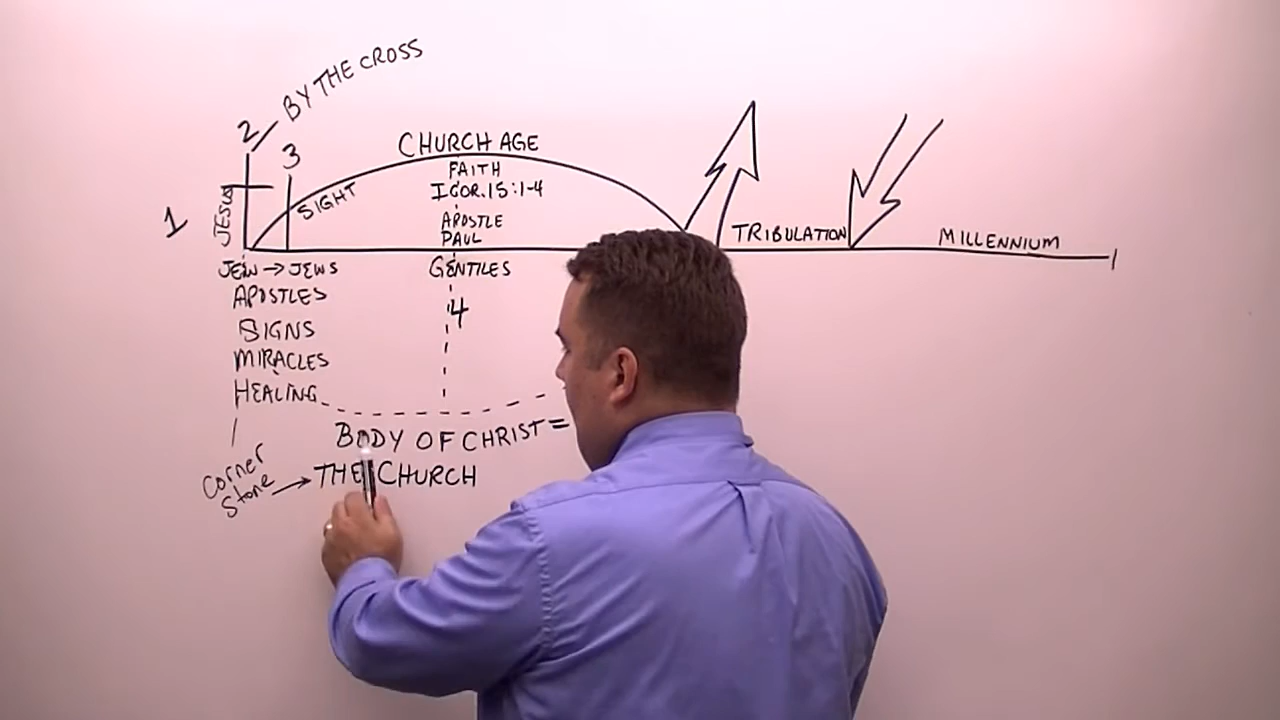 BY THE CROSS
2
3
CHURCH AGE
FAITH
SIGHT
I COR. 15:1-4
1
JESUS
APOSTLE
PAUL
TRIBULATION
MILLENNIUM
JEW → JEWS
GENTILES
APOSTLES
4
SIGNS
MIRACLES
HEALING
BODY OF CHRIST =
Corner
Stone → THE CHURCH